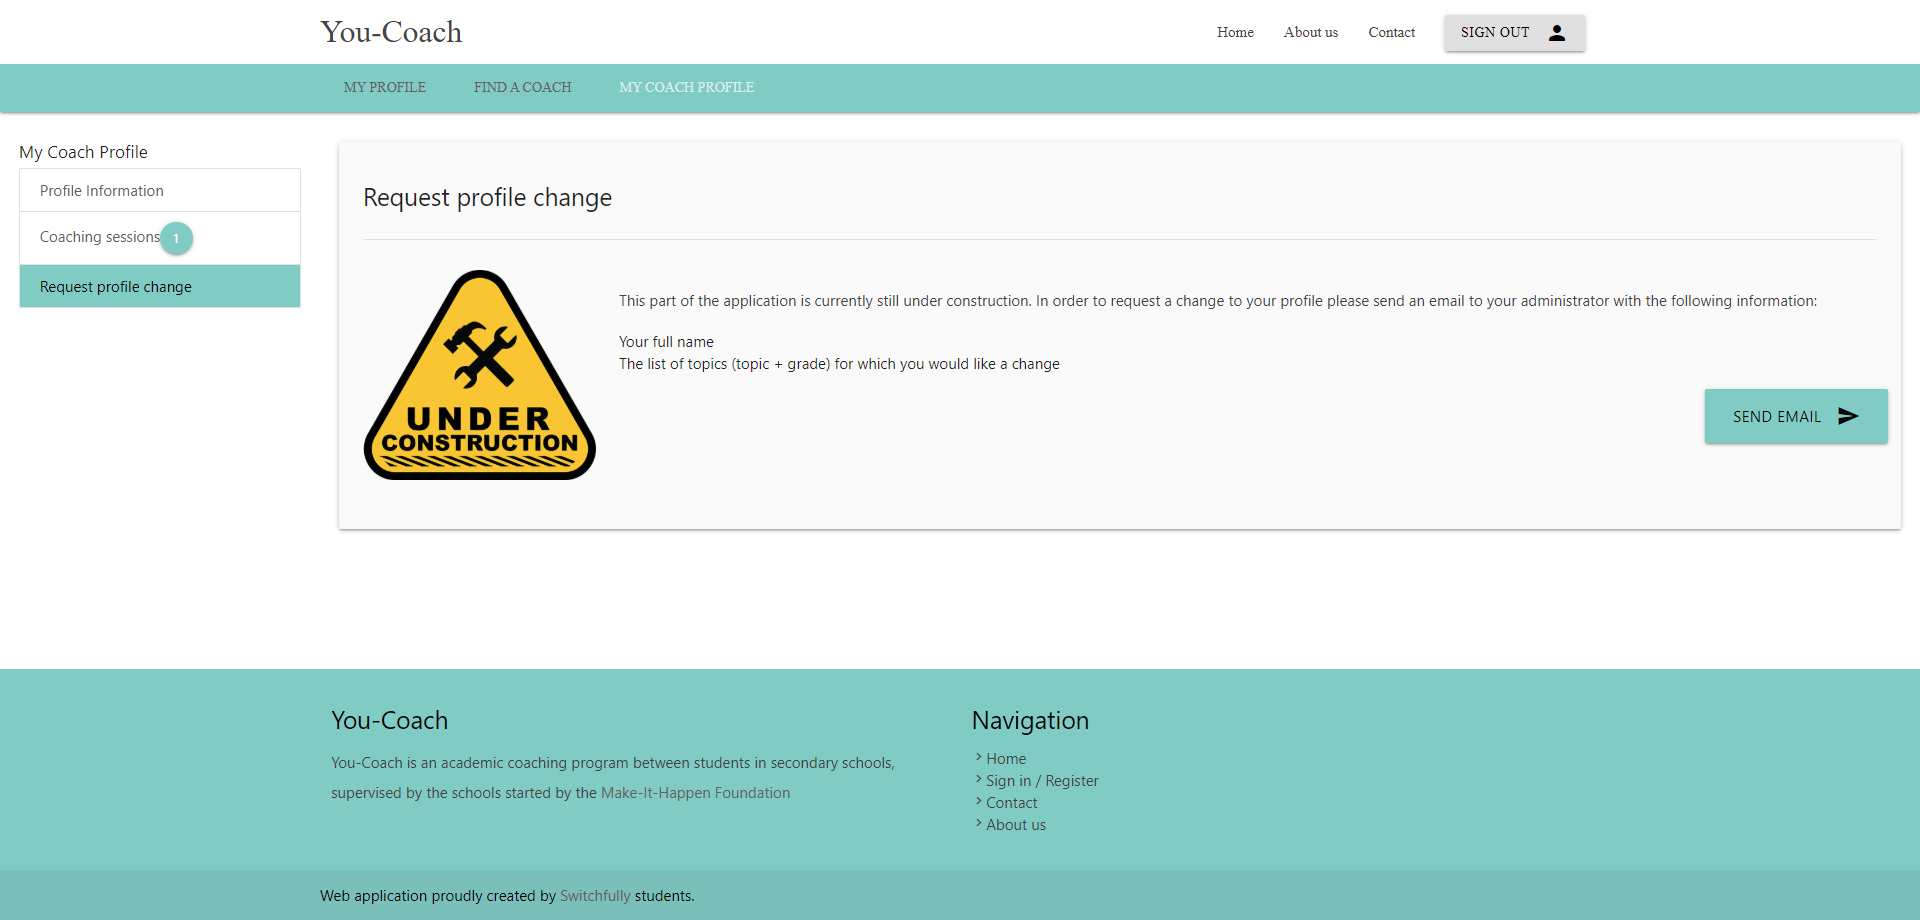 You-Coach
Home
About us
Contact
SIGN OUT
MY PROFILE
FIND A COACH
MY COACH PROFILE
My Coach Profile
Profile Information
Coaching sessions 1
Request profile change
Request profile change
UNDER
CONSTRUCTION
This part of the application is currently still under construction. In order to request a change to your profile please send an email to your administrator with the following information:
Your full name
The list of topics (topic + grade) for which you would like a change
SEND EMAIL
You-Coach
You-Coach is an academic coaching program between students in secondary schools,
supervised by the schools started by the Make-It-Happen Foundation
Navigation
Home
Sign in / Register
Contact
About us
Web application proudly created by Switchfully students.